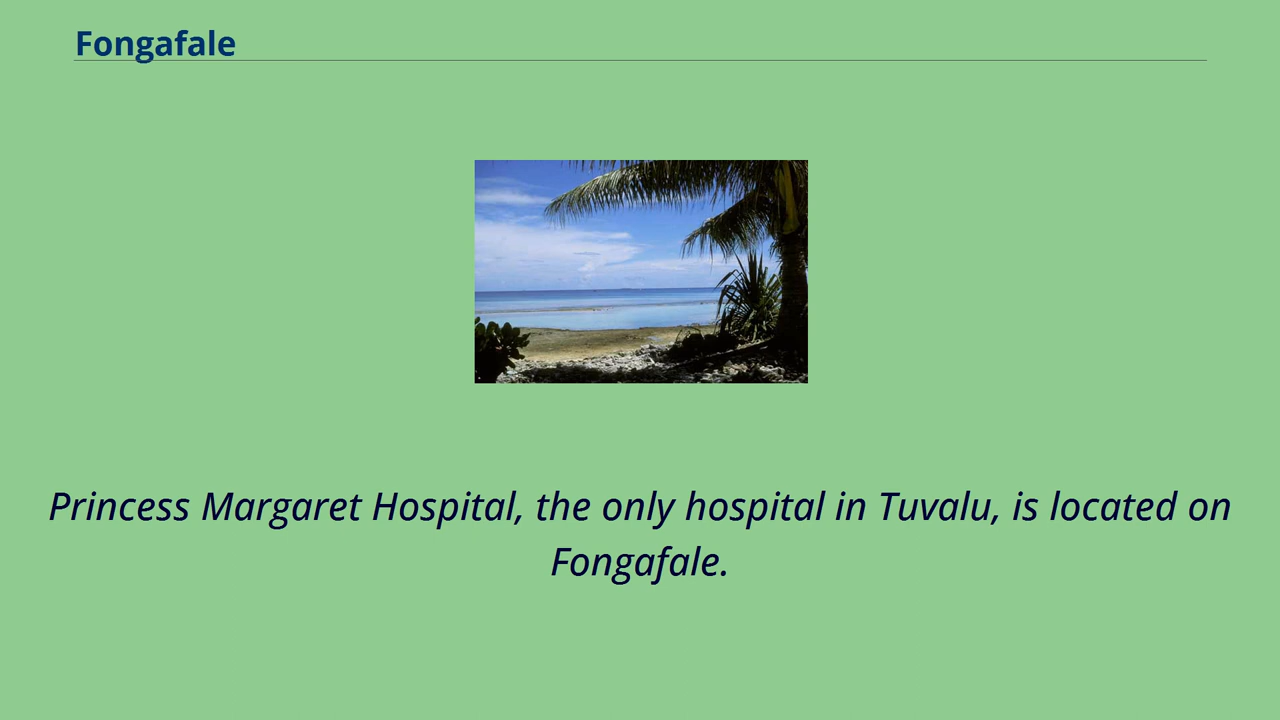 Fongafale
Princess Margaret Hospital, the only hospital in Tuvalu, is located on
Fongafale.